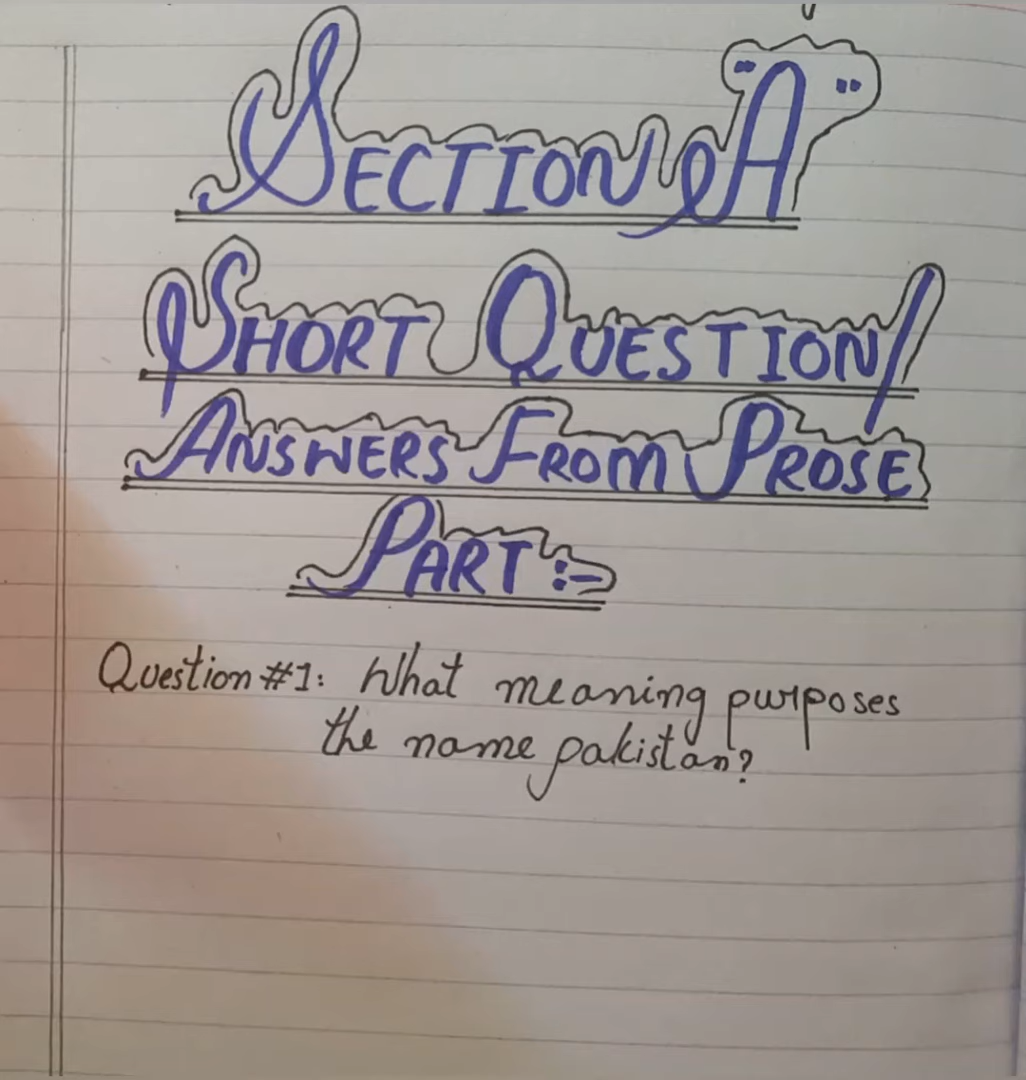 SECTION "A"
SHORT QUESTION/
ANSWERS FROM PROSE
PART:-
Question #1: What meaning purposes
the name pakistan?